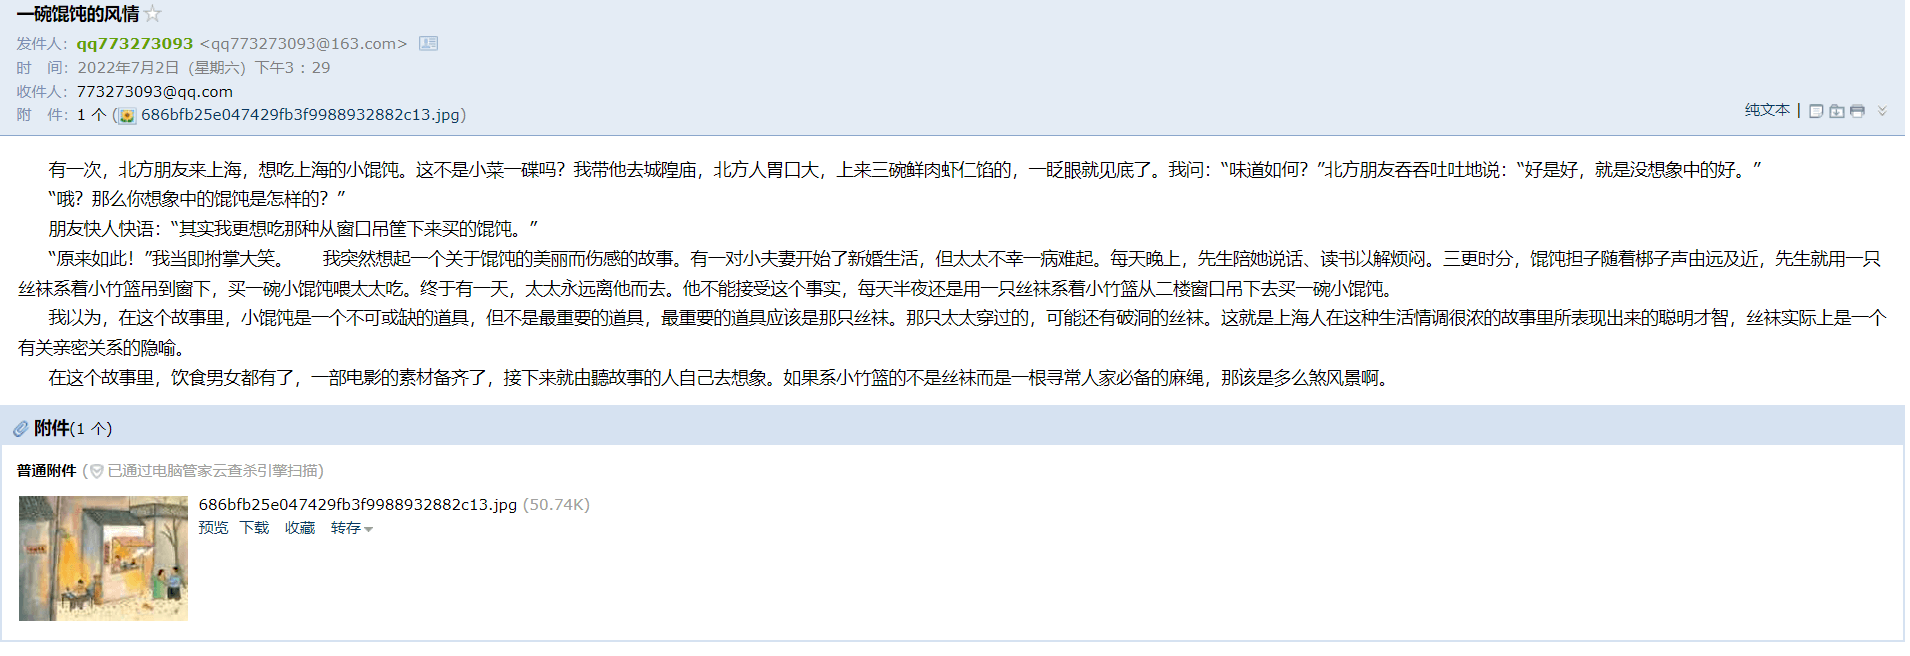 一碗馄饨的风情
发件人：qq773273093 <qq773273093@163.com>
时　间：2022年7月2日（星期六）下午3：29
收件人：773273093@qq.com
附　件：1 个 (686bfb25e047429fb3f9988932882c13.jpg)
纯文本 |
有一次，北方朋友来上海，想吃上海的小馄饨。这不是小菜一碟吗？我带他去城隍庙，北方人胃口大，上来三碗鲜肉虾仁馅的，一眨眼就见底了。我问：“味道如何？”北方朋友吞吞吐吐地说：“好是好，就是没想象中的好。”
“哦？那么你想象中的馄饨是怎样的？”
朋友快人快语：“其实我更想吃那种从窗口吊筐下来买的馄饨。”
“原来如此！”我当即拊掌大笑。　　我突然想起一个关于馄饨的美丽而伤感的故事。有一对小夫妻开始了新婚生活，但太太不幸一病难起。每天晚上，先生陪她说话、读书以解烦闷。三更时分，馄饨担子随着梆子声由远及近，先生就用一只
丝袜系着小竹篮吊到窗下，买一碗小馄饨喂太太吃。终于有一天，太太永远离他而去。他不能接受这个事实，每天半夜还是用一只丝袜系着小竹篮从二楼窗口吊下去买一碗小馄饨。
我以为，在这个故事里，小馄饨是一个不可或缺的道具，但不是最重要的道具，最重要的道具应该是那只丝袜。那只太太穿过的，可能还有破洞的丝袜。这就是上海人在这种生活情调很浓的故事里所表现出来的聪明才智，丝袜实际上是一个
有关亲密关系的隐喻。
在这个故事里，饮食男女都有了，一部电影的素材备齐了，接下来就由聽故事的人自己去想象。如果系小竹篮的不是丝袜而是一根寻常人家必备的麻绳，那该是多么煞风景啊。
附件(1 个)
普通附件 (已通过电脑管家云查杀引擎扫描)
686bfb25e047429fb3f9988932882c13.jpg (50.74K)
预览 下载 收藏 转存